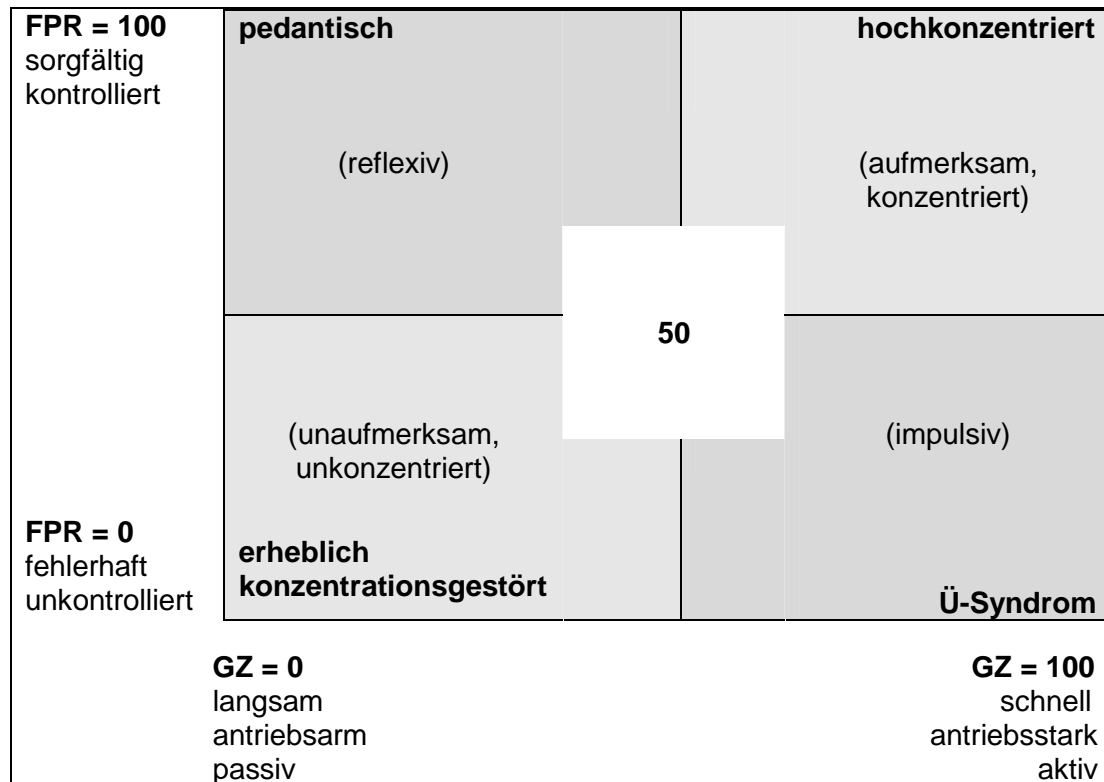 FPR = 100
sorgfältig
kontrolliert
pedantisch
hochkonzentriert
(reflexiv)
(aufmerksam,
konzentriert)
50
(unaufmerksam,
unkonzentriert)
(impulsiv)
FPR = 0
fehlerhaft
unkontrolliert
erheblich
konzentrationsgestört
Ü-Syndrom
GZ = 0
langsam
antriebsarm
passiv
GZ = 100
schnell
antriebsstark
aktiv